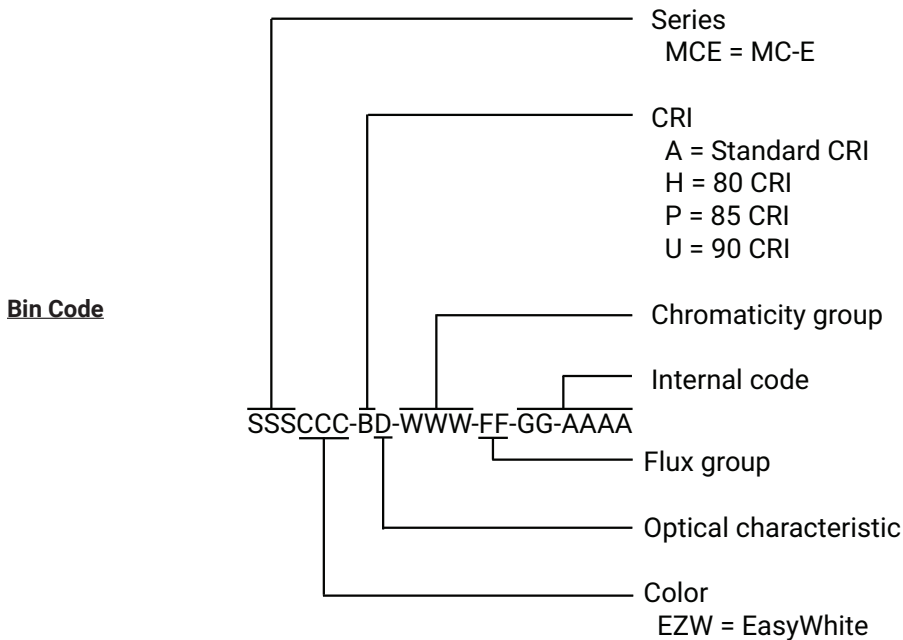 Series
MCE = MC-E
CRI
A = Standard CRI
H = 80 CRI
P = 85 CRI
U = 90 CRI
Bin Code
Chromaticity group
Internal code
SSSCCC-BD-WWW-FF-GG-AAAA
Flux group
Optical characteristic
Color
EZW = EasyWhite